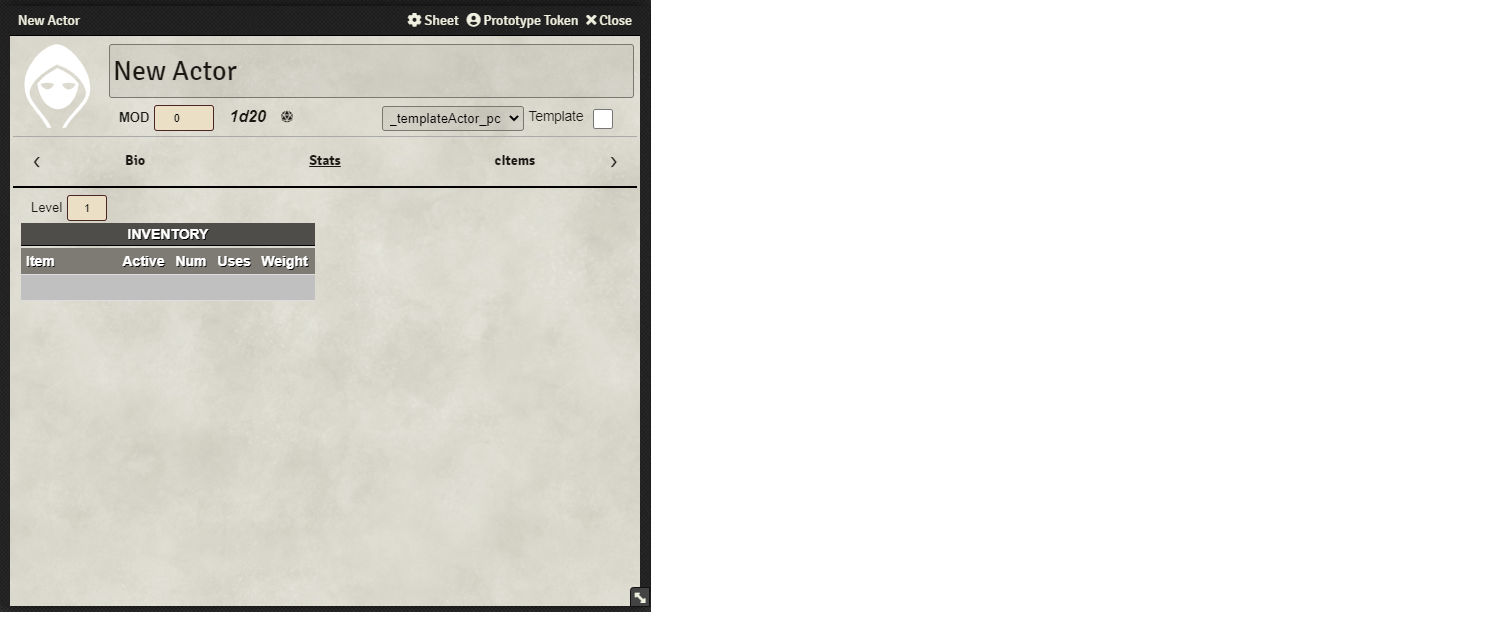 New Actor Sheet Prototype Token Close
New Actor
MOD 0 1d20 _templateActor_pc Template
‹ Bio Stats cItems ›
Level 1
INVENTORY
Item Active Num Uses Weight